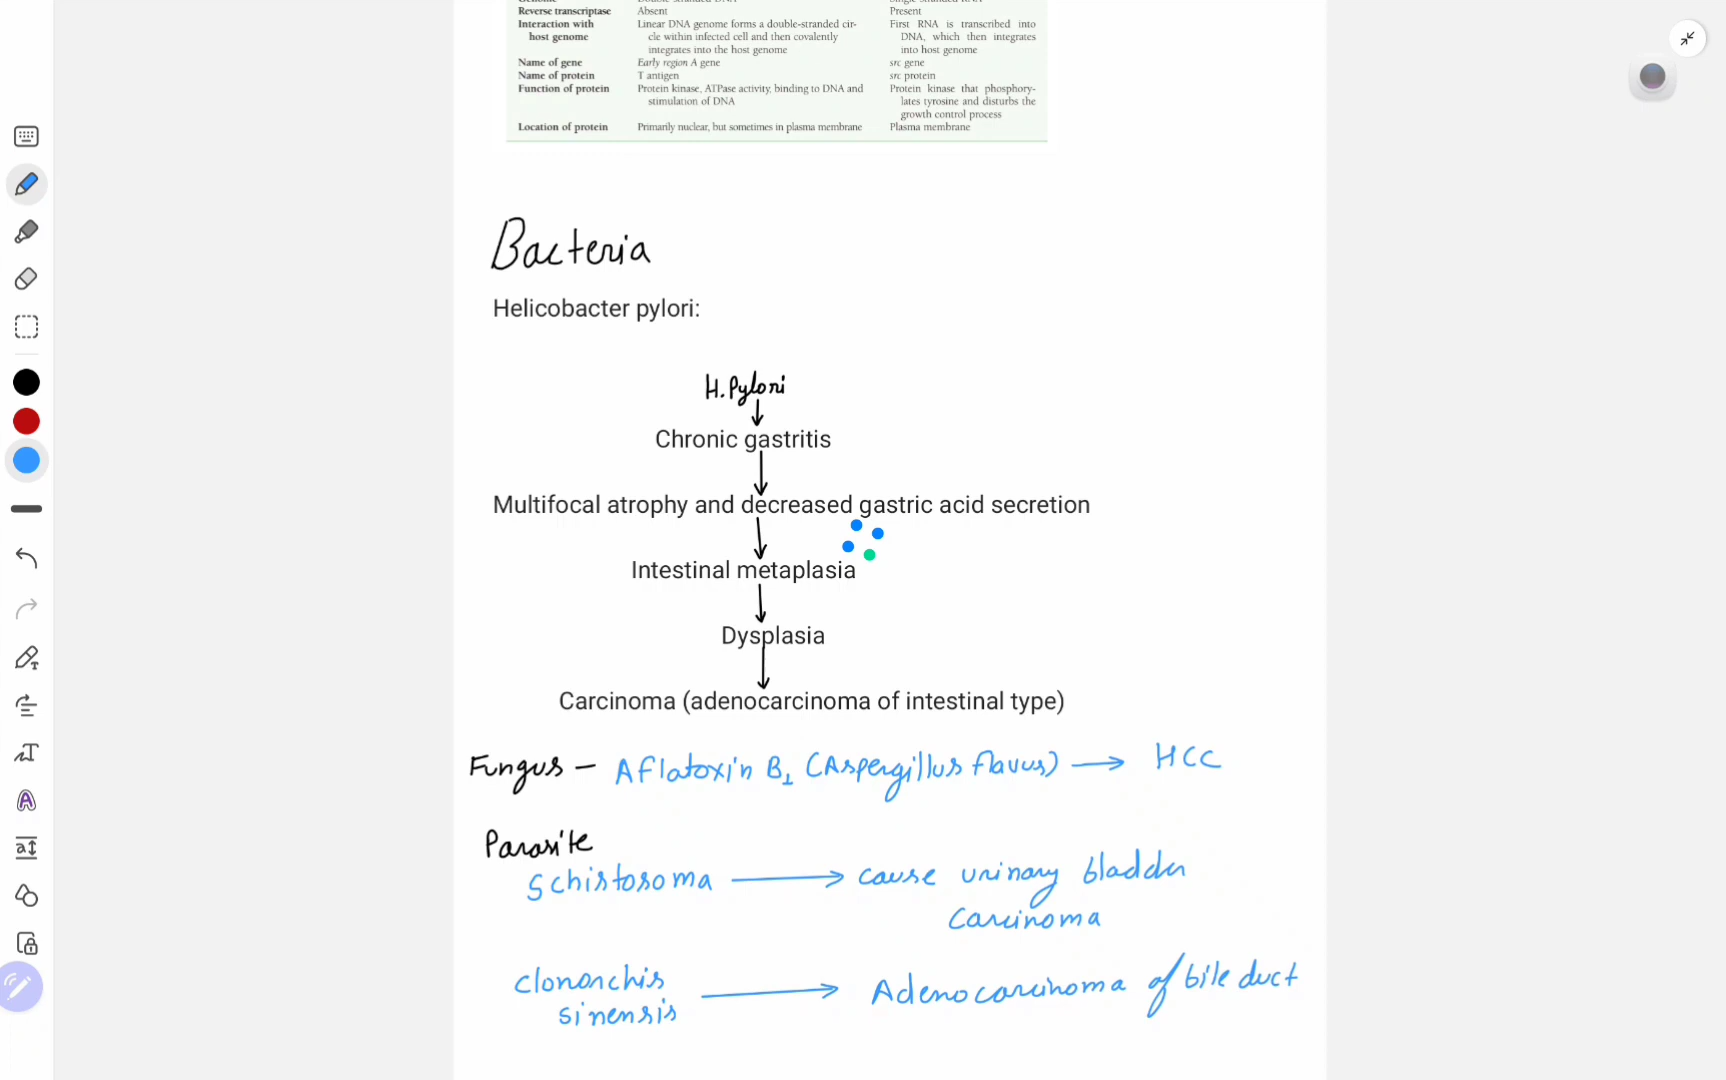 Reverse transcriptase Absent Present
Interaction with Linear DNA genome forms a double-stranded cir- First RNA is transcribed into
host genome cle within infected cell and then covalently DNA, which then integrates
integrates into the host genome into host genome
Name of gene Early region A gene src gene
Name of protein T antigen src protein
Function of protein Protein kinase, ATPase activity, binding to DNA and Protein kinase that phosphory-
stimulation of DNA lates tyrosine and disturbs the
growth control process
Location of protein Primarily nuclear, but sometimes in plasma membrane Plasma membrane
Bacteria
Helicobacter pylori:
H. Pylori
Chronic gastritis
Multifocal atrophy and decreased gastric acid secretion
Intestinal metaplasia
Dysplasia
Carcinoma (adenocarcinoma of intestinal type)
Fungus – Aflatoxin B1 (Aspergillus flavus) → HCC
Parasite
Schistosoma → cause urinary bladder
carcinoma
clonorchis → Adenocarcinoma of bile duct
sinensis